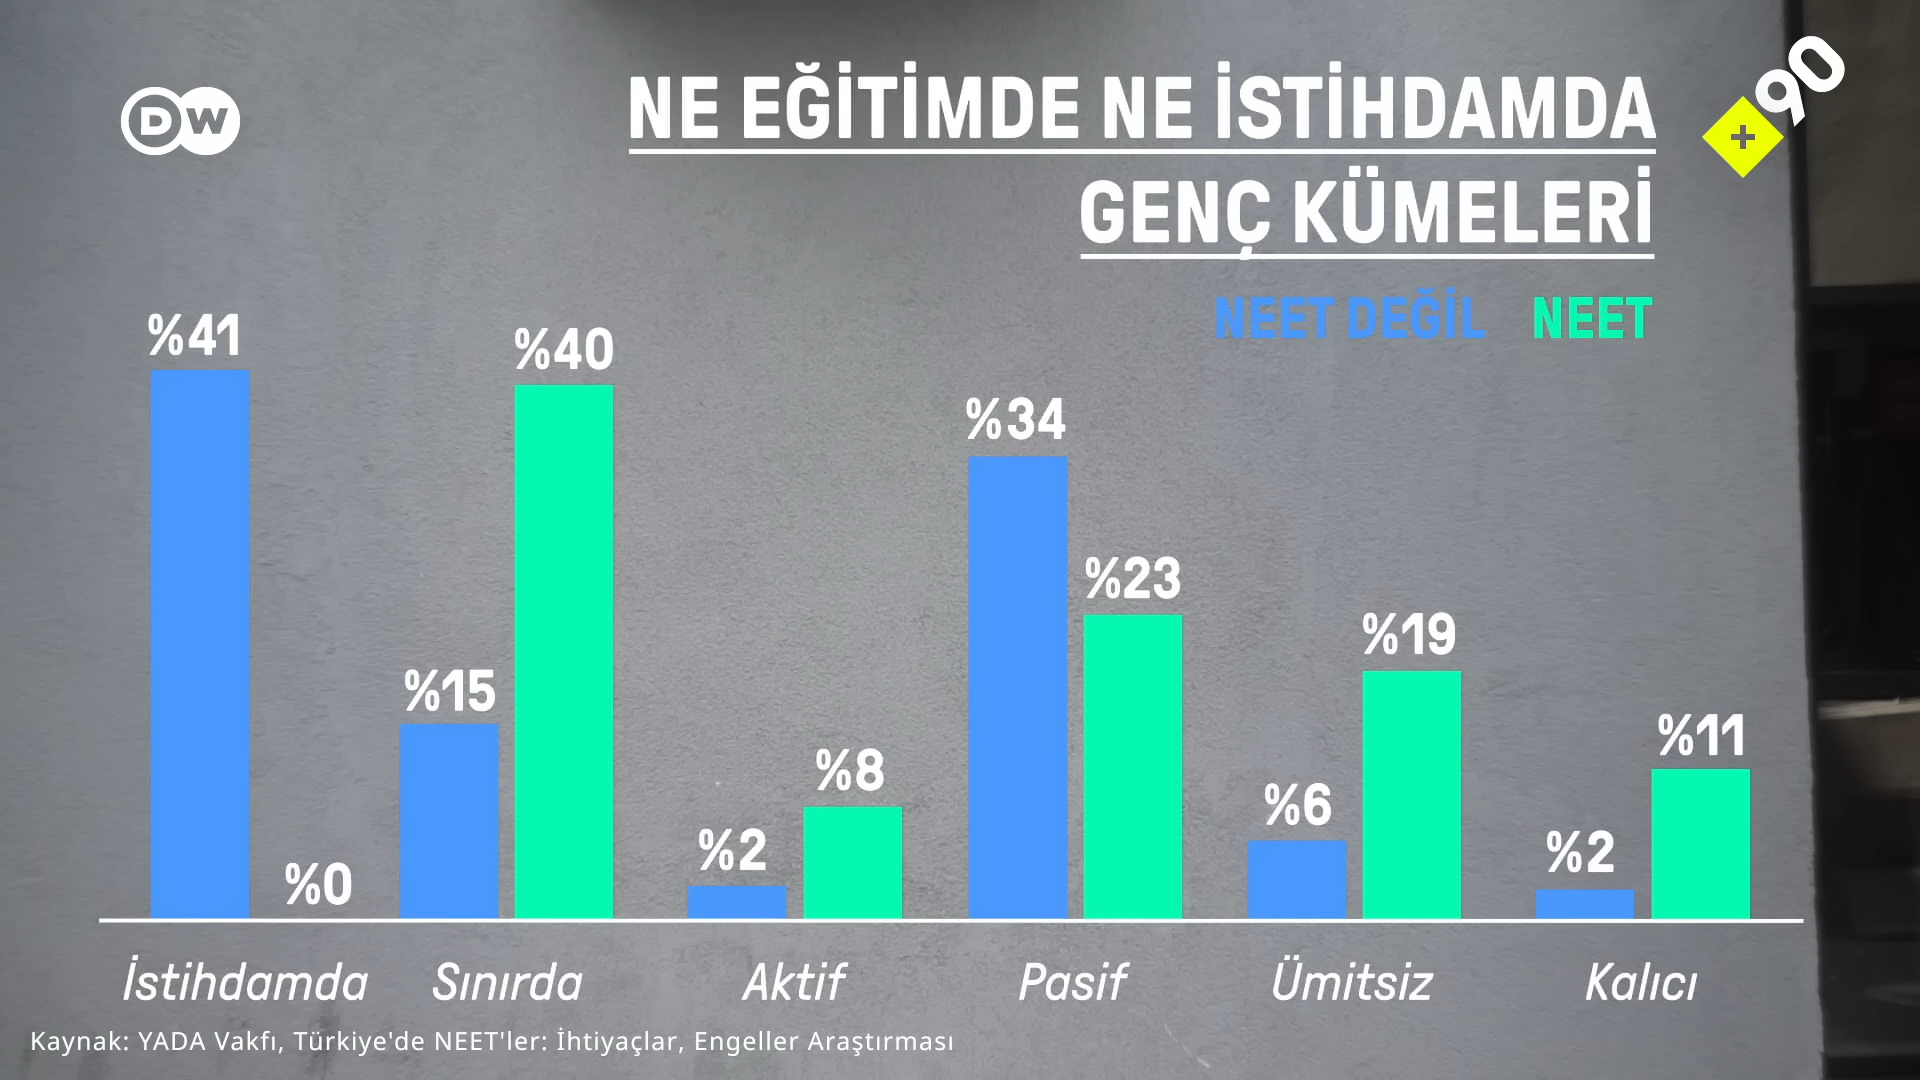 DW
+90
NE EĞİTİMDE NE İSTİHDAMDA
GENÇ KÜMELERİ
NEET DEĞİL NEET
%41 %0
%15 %40
%2 %8
%34 %23
%6 %19
%2 %11
İstihdamda Sınırda Aktif Pasif Ümitsiz Kalıcı
Kaynak: YADA Vakfı, Türkiye'de NEET'ler: İhtiyaçlar, Engeller Araştırması